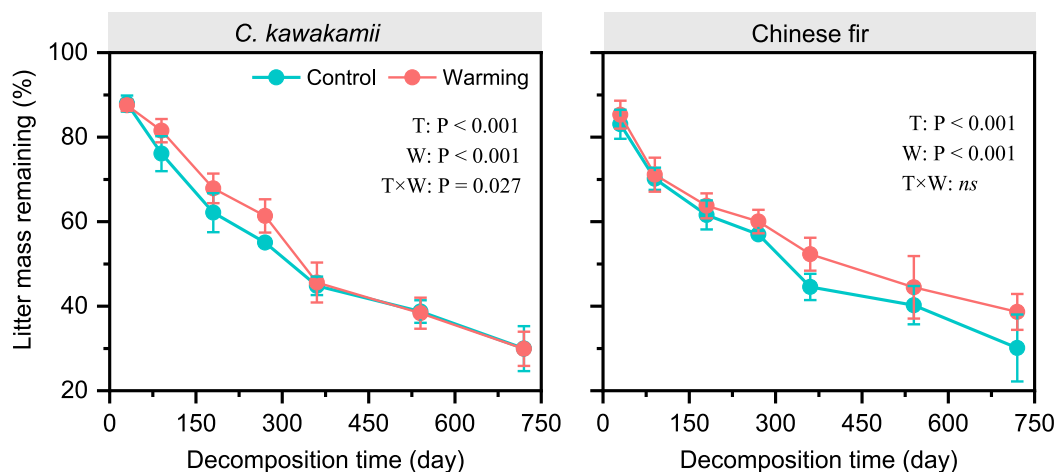 C. kawakamii
Chinese fir
Litter mass remaining (%)
100
80
60
40
20
Control
Warming
T: P < 0.001
W: P < 0.001
T×W: P = 0.027
T: P < 0.001
W: P < 0.001
T×W: ns
0
150
300
450
600
750
0
150
300
450
600
750
Decomposition time (day)
Decomposition time (day)